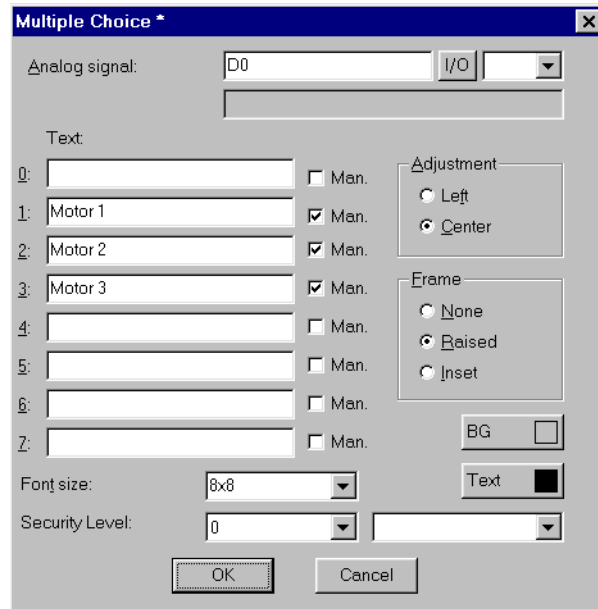 Multiple Choice *
Analog signal: D0 I/O
Text:
0: Man.
Adjustment
Left
1: Motor 1 Man.
Center
2: Motor 2 Man.
3: Motor 3 Man.
Frame
None
4: Man.
Raised
5: Man.
Inset
6: Man.
7: Man.
BG
Font size: 8x8
Text
Security Level: 0
OK Cancel